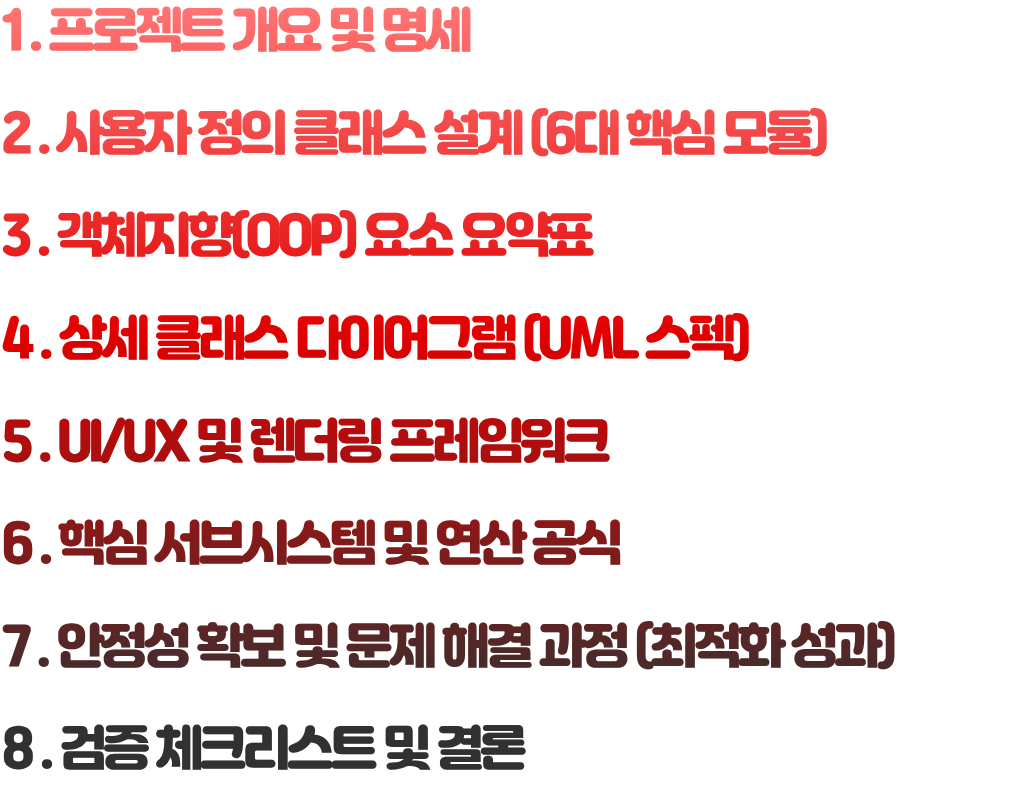 1. 프로젝트 개요 및 명세
2. 사용자 정의 클래스 설계 (6대 핵심 모듈)
3. 객체지향(OOP) 요소 요약표
4. 상세 클래스 다이어그램 (UML 스펙)
5. UI/UX 및 렌더링 프레임워크
6. 핵심 서브시스템 및 연산 공식
7. 안정성 확보 및 문제 해결 과정 (최적화 성과)
8. 검증 체크리스트 및 결론